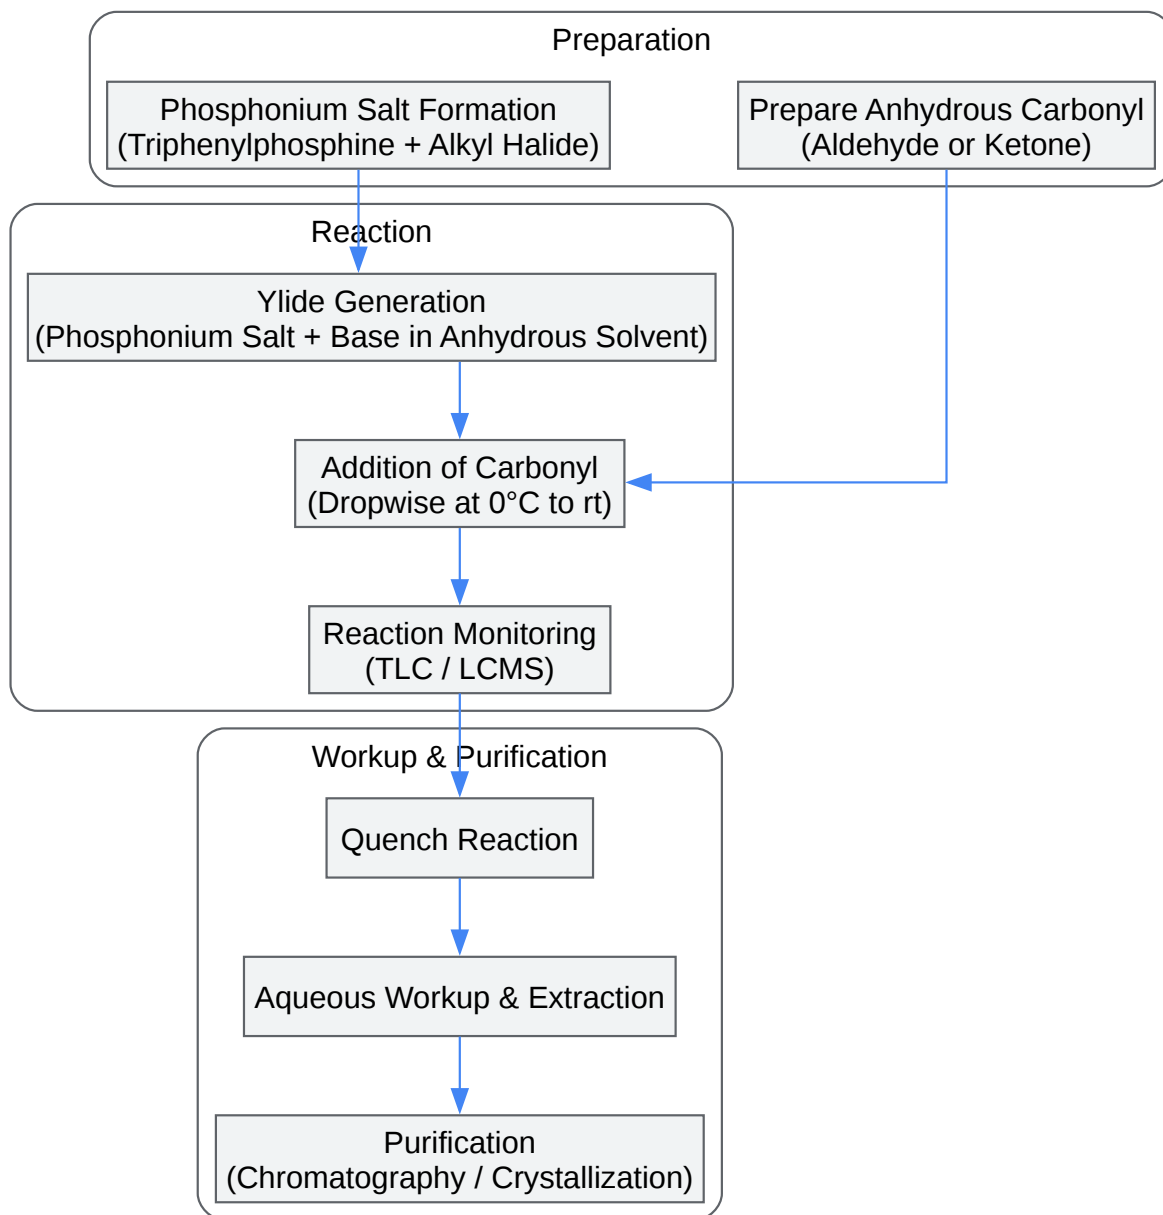 Preparation
Phosphonium Salt Formation
(Triphenylphosphine + Alkyl Halide)
Prepare Anhydrous Carbonyl
(Aldehyde or Ketone)
Reaction
Ylide Generation
(Phosphonium Salt + Base in Anhydrous Solvent)
Addition of Carbonyl
(Dropwise at 0°C to rt)
Reaction Monitoring
(TLC / LCMS)
Workup & Purification
Quench Reaction
Aqueous Workup & Extraction
Purification
(Chromatography / Crystallization)